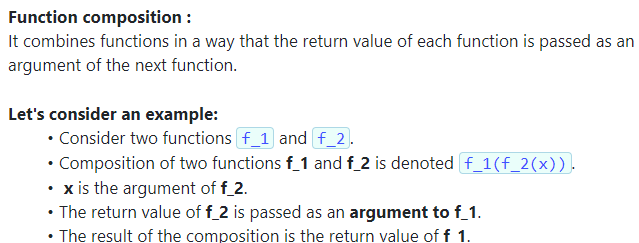 Function composition :
It combines functions in a way that the return value of each function is passed as an
argument of the next function.
Let's consider an example:
• Consider two functions f_1 and f_2.
• Composition of two functions f_1 and f_2 is denoted f_1(f_2(x)).
• x is the argument of f_2.
• The return value of f_2 is passed as an argument to f_1.
• The result of the composition is the return value of f_1.